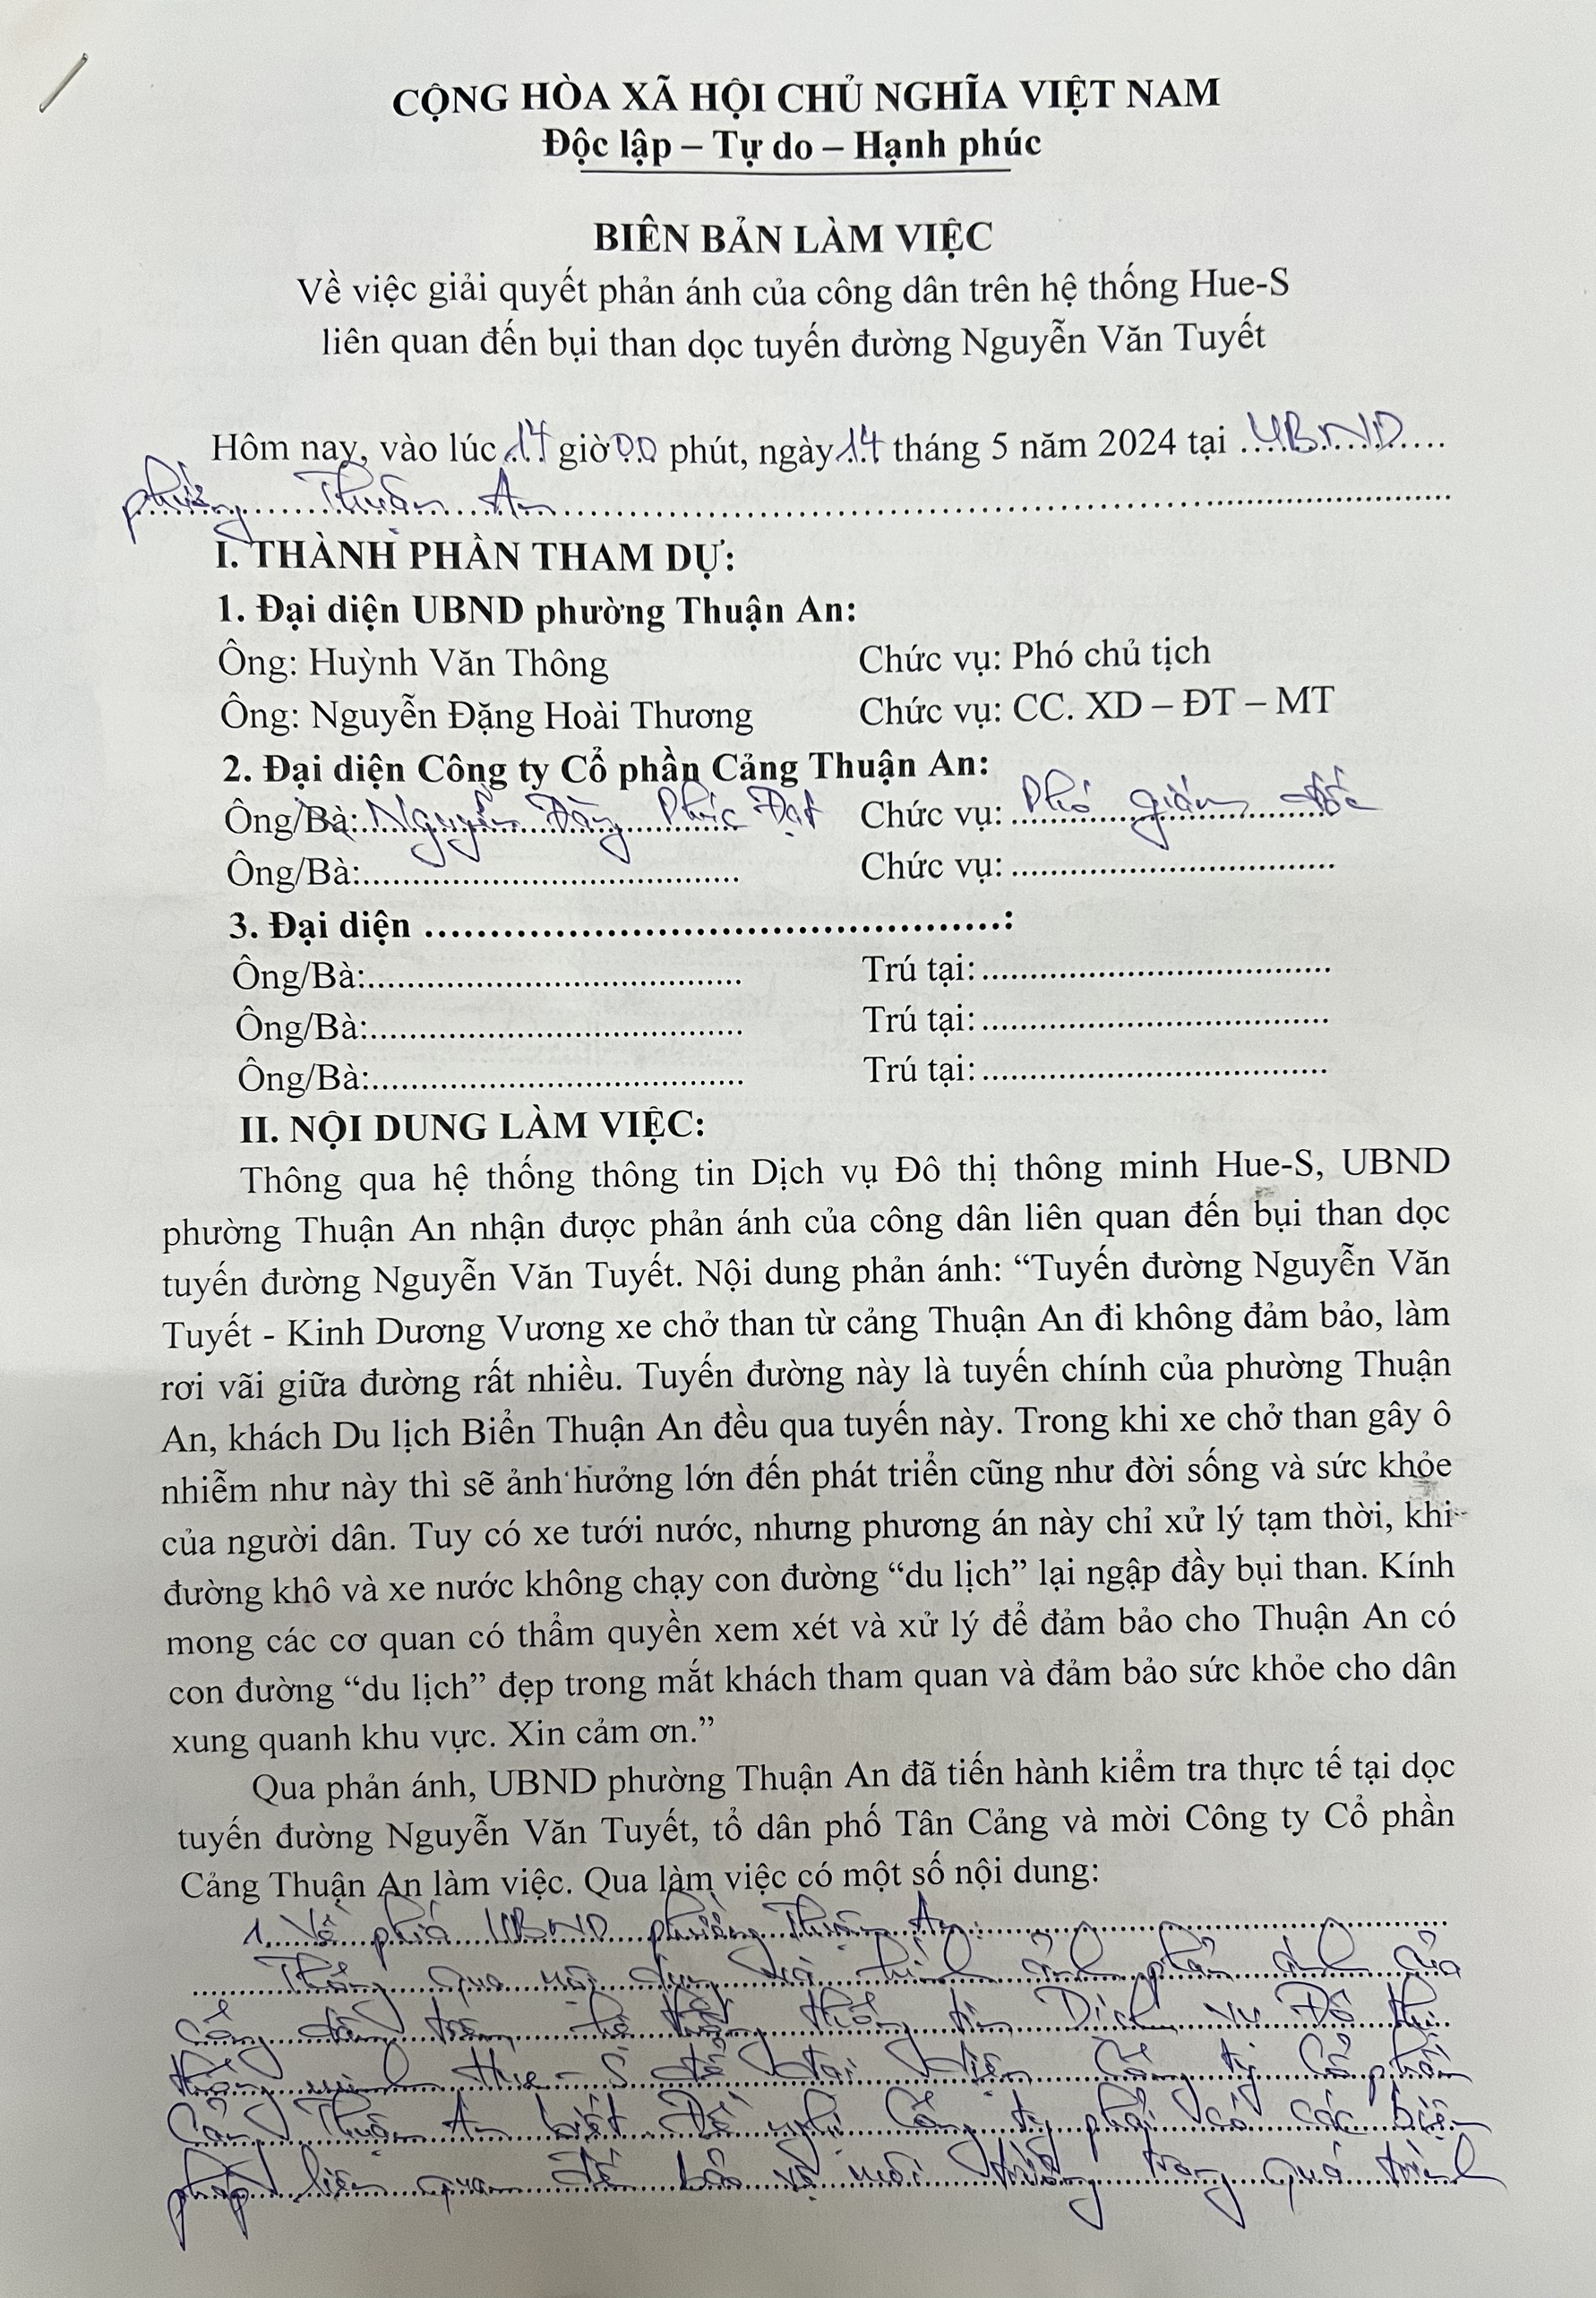 CỘNG HÒA XÃ HỘI CHỦ NGHĨA VIỆT NAM
Độc lập – Tự do – Hạnh phúc
BIÊN BẢN LÀM VIỆC
Về việc giải quyết phản ánh của công dân trên hệ thống Hue-S
liên quan đến bụi than dọc tuyến đường Nguyễn Văn Tuyết
Hôm nay, vào lúc 14 giờ 00 phút, ngày 14 tháng 5 năm 2024 tại UBND
phường Thuận An
I. THÀNH PHẦN THAM DỰ:
1. Đại diện UBND phường Thuận An:
Ông: Huỳnh Văn Thông Chức vụ: Phó chủ tịch
Ông: Nguyễn Đặng Hoài Thương Chức vụ: CC. XD – ĐT – MT
2. Đại diện Công ty Cổ phần Cảng Thuận An:
Ông/Bà: Nguyễn Phúc Đạt Chức vụ: Phó giám đốc
Ông/Bà: Chức vụ:
3. Đại diện :
Ông/Bà: Trú tại:
Ông/Bà: Trú tại:
Ông/Bà: Trú tại:
II. NỘI DUNG LÀM VIỆC:
Thông qua hệ thống thông tin Dịch vụ Đô thị thông minh Hue-S, UBND
phường Thuận An nhận được phản ánh của công dân liên quan đến bụi than dọc
tuyến đường Nguyễn Văn Tuyết. Nội dung phản ánh: “Tuyến đường Nguyễn Văn
Tuyết - Kinh Dương Vương xe chở than từ cảng Thuận An đi không đảm bảo, làm
rơi vãi giữa đường rất nhiều. Tuyến đường này là tuyến chính của phường Thuận
An, khách Du lịch Biển Thuận An đều qua tuyến này. Trong khi xe chở than gây ô
nhiễm như này thì sẽ ảnh hưởng lớn đến phát triển cũng như đời sống và sức khỏe
của người dân. Tuy có xe tưới nước, nhưng phương án này chỉ xử lý tạm thời, khi
đường khô và xe nước không chạy con đường “du lịch” lại ngập đầy bụi than. Kính
mong các cơ quan có thẩm quyền xem xét và xử lý để đảm bảo cho Thuận An có
con đường “du lịch” đẹp trong mắt khách tham quan và đảm bảo sức khỏe cho dân
xung quanh khu vực. Xin cảm ơn.”
Qua phản ánh, UBND phường Thuận An đã tiến hành kiểm tra thực tế tại dọc
tuyến đường Nguyễn Văn Tuyết, tổ dân phố Tân Cảng và mời Công ty Cổ phần
Cảng Thuận An làm việc. Qua làm việc có một số nội dung:
1. Về phía UBND phường Thuận An:
Thông qua nội dung và hình ảnh phản ánh của
công dân trên hệ thống thông tin Dịch vụ Đô thị
thông minh Hue-S để đại diện Công ty Cổ phần
Cảng Thuận An biết. Đề nghị Công ty phải có các biện
pháp liên quan đến bảo vệ môi trường trong quá trình